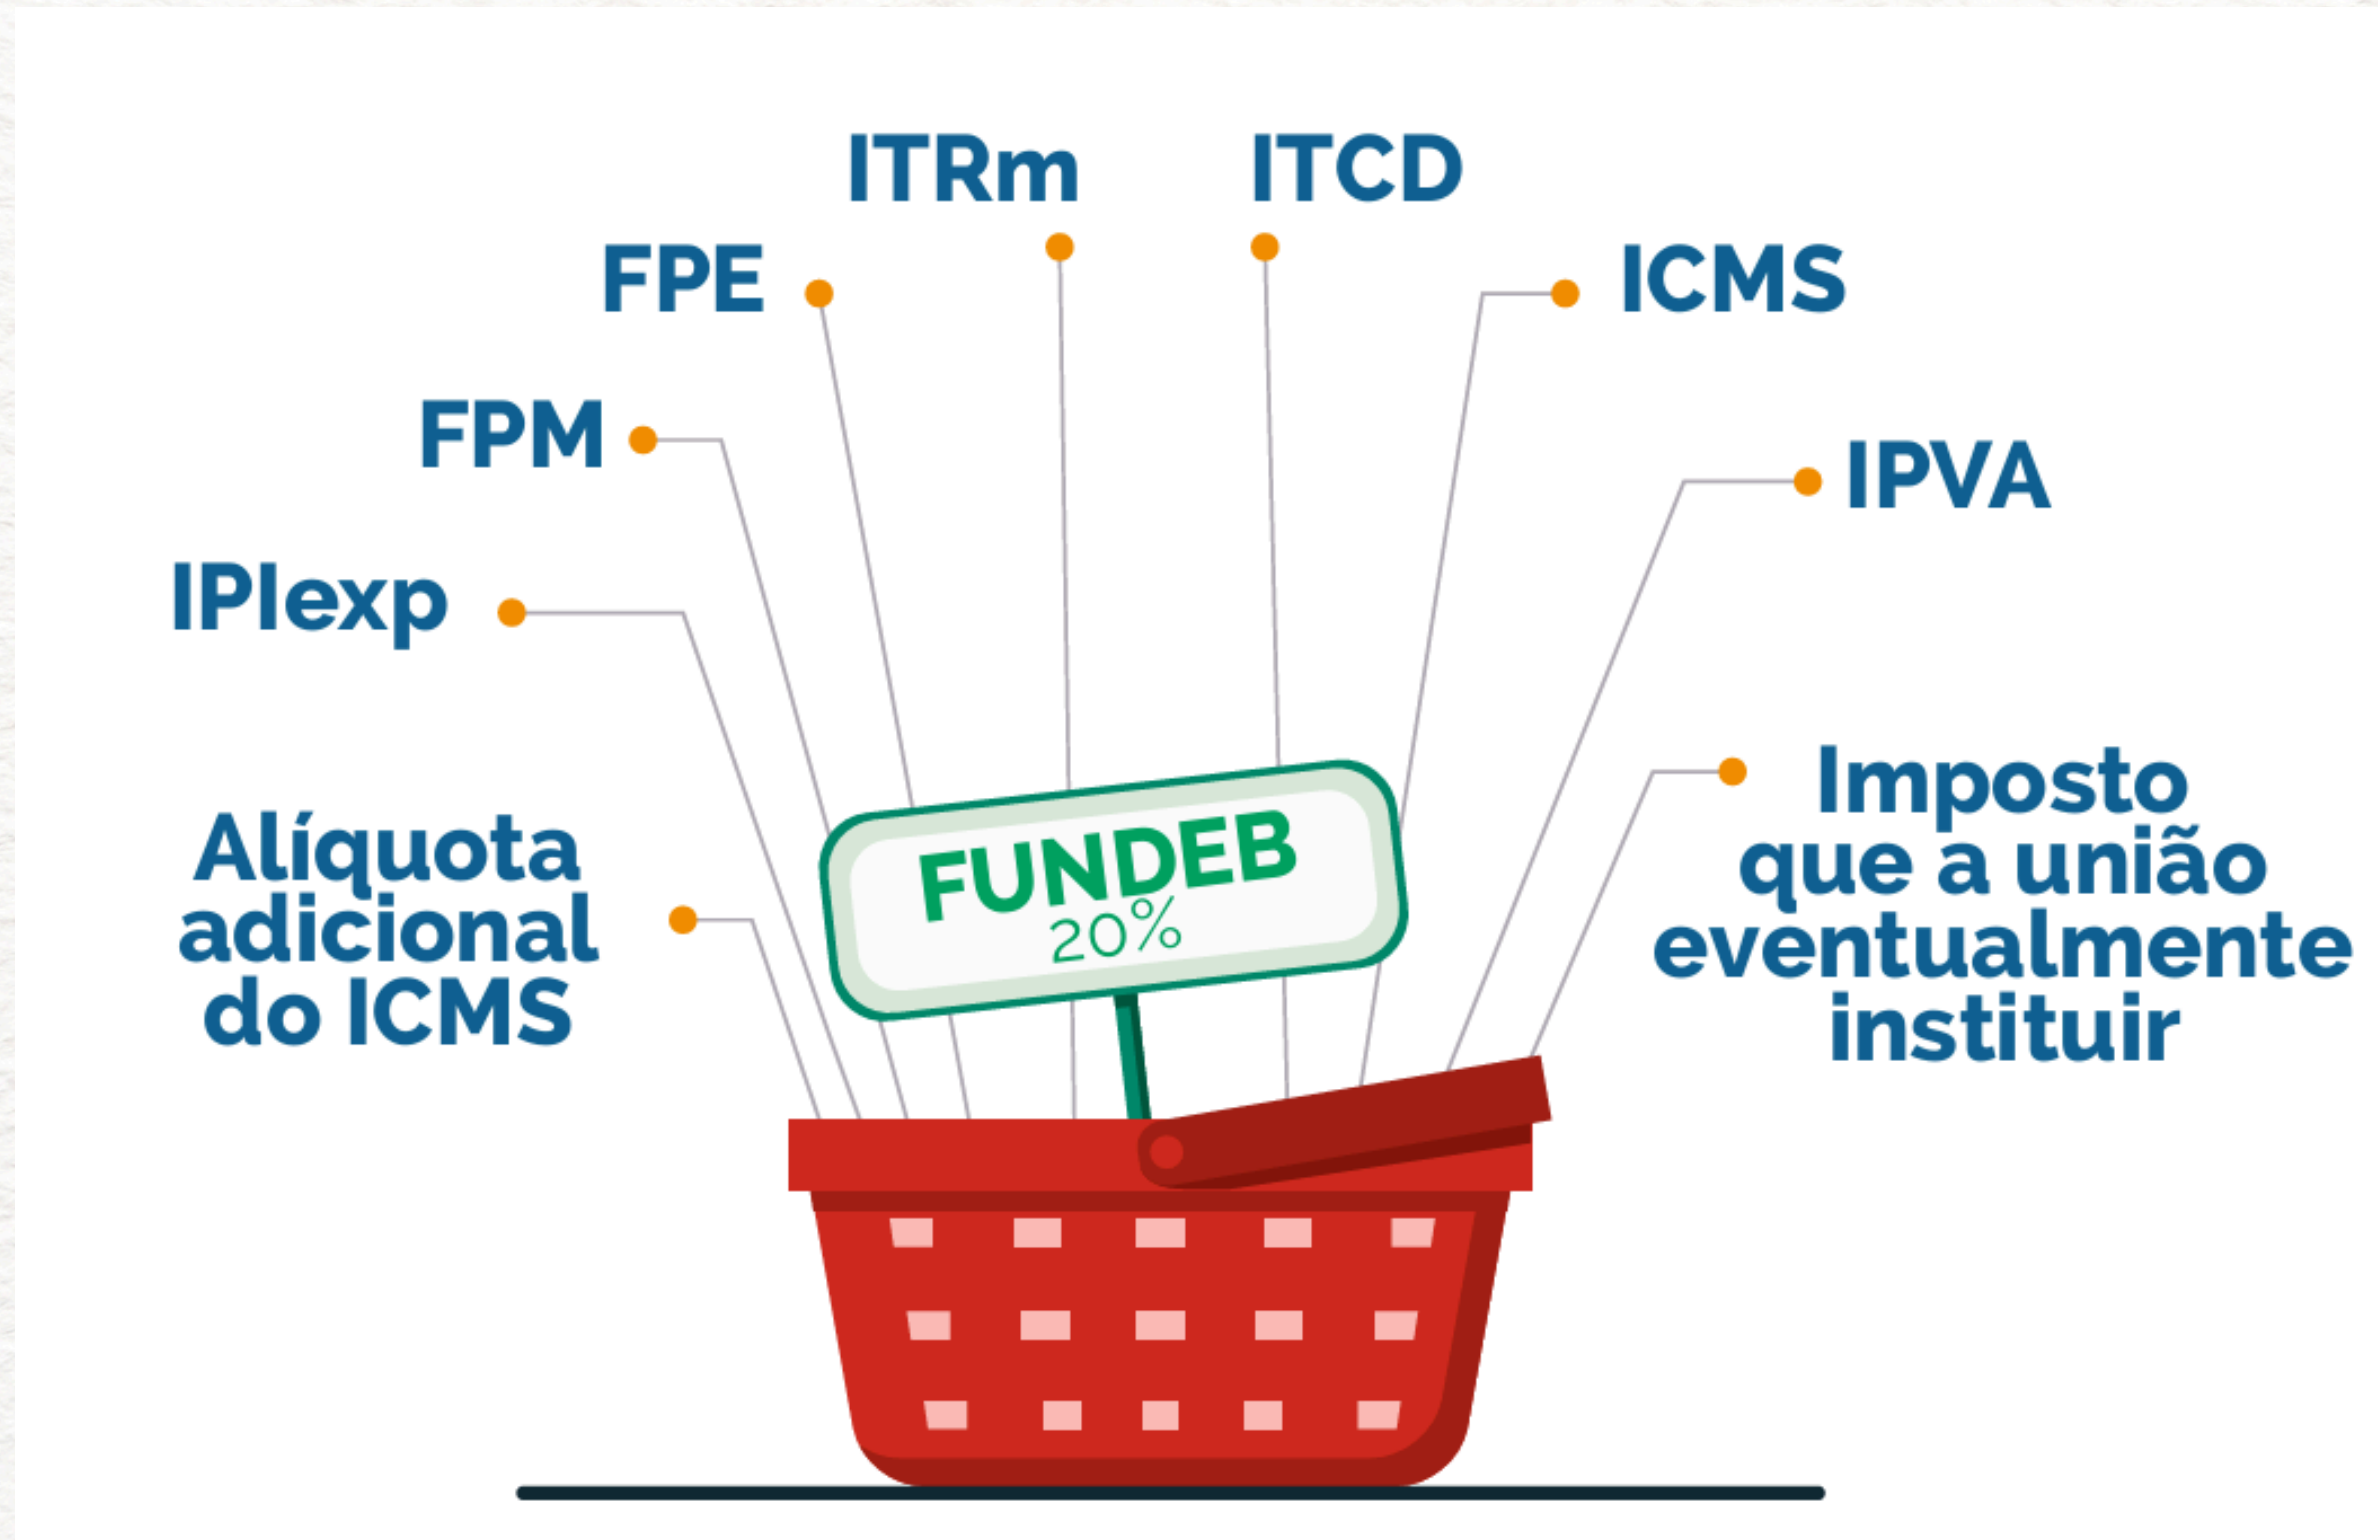 ITRm
ITCD
FPE
ICMS
FPM
IPVA
IPIexp
Imposto
que a união
eventualmente
instituir
Alíquota
adicional
do ICMS
FUNDEB
20%